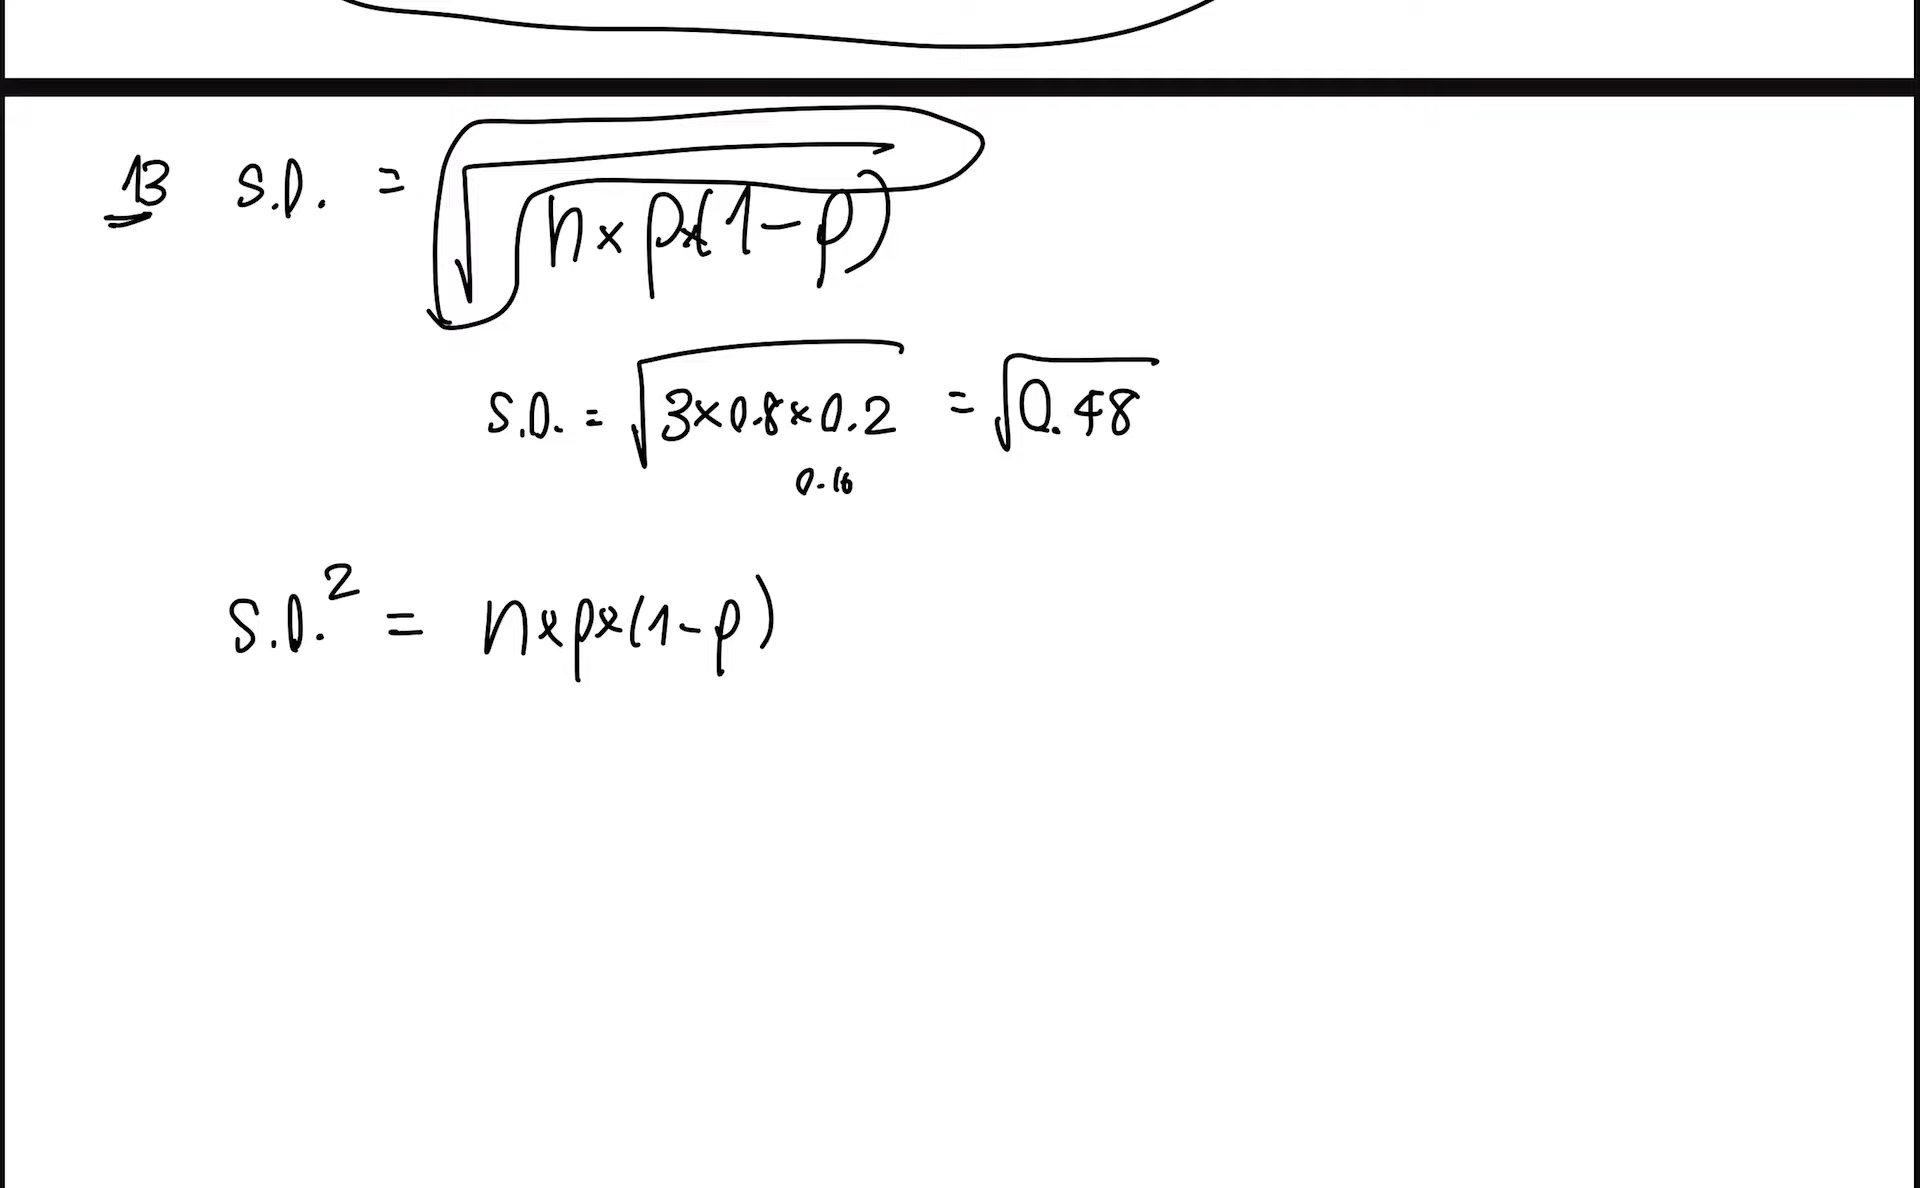 13 S.D. = √n×p×(1-p)
S.D. = √3×0.8×0.2 = √0.48
0.16
S.D.² = n×p×(1-p)